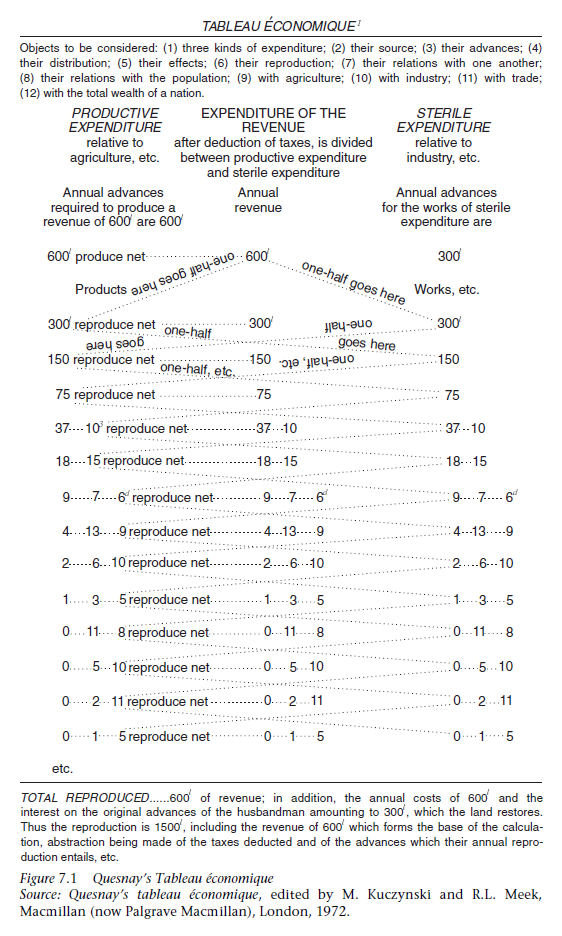 TABLEAU ÉCONOMIQUE¹
Objects to be considered: (1) three kinds of expenditure; (2) their source; (3) their advances; (4)
their distribution; (5) their effects; (6) their reproduction; (7) their relations with one another;
(8) their relations with the population; (9) with agriculture; (10) with industry; (11) with trade;
(12) with the total wealth of a nation.
PRODUCTIVE EXPENDITURE OF THE STERILE
EXPENDITURE REVENUE EXPENDITURE
relative to after deduction of taxes, is divided relative to
agriculture, etc. between productive expenditure industry, etc.
and sterile expenditure
Annual advances Annual Annual advances
required to produce a revenue for the works of sterile
revenue of 600l are 600l expenditure are
600l produce net 600l 300l
one-half goes here one-half goes here
Products Works, etc.
300l reproduce net 300l 300l
one-half one-half
goes here goes here
150 reproduce net 150 150
one-half, etc. one-half, etc.
75 reproduce net 75 75
37....10s reproduce net 37...10 37...10
18....15 reproduce net 18...15 18...15
9.....7....6d reproduce net 9....7.... 6d 9....7.... 6d
4....13....9 reproduce net 4...13....9 4...13....9
2.....6...10 reproduce net 2.....6...10 2....6...10
1..... 3.....5 reproduce net 1.....3.... 5 1.....3.....5
0.... 11.... 8 reproduce net 0... 11.... 8 0...11.... 8
0..... 5...10 reproduce net 0.... 5....10 0.....5...10
0..... 2...11 reproduce net 0.... 2....11 0.... 2....11
0..... 1.....5 reproduce net 0....1.... 5 0.....1.....5
etc.
TOTAL REPRODUCED......600l of revenue; in addition, the annual costs of 600l and the
interest on the original advances of the husbandman amounting to 300l, which the land restores.
Thus the reproduction is 1500l, including the revenue of 600l which forms the base of the calcula-
tion, abstraction being made of the taxes deducted and of the advances which their annual repro-
duction entails, etc.
Figure 7.1 Quesnay's Tableau économique
Source: Quesnay's tableau économique, edited by M. Kuczynski and R.L. Meek,
Macmillan (now Palgrave Macmillan), London, 1972.